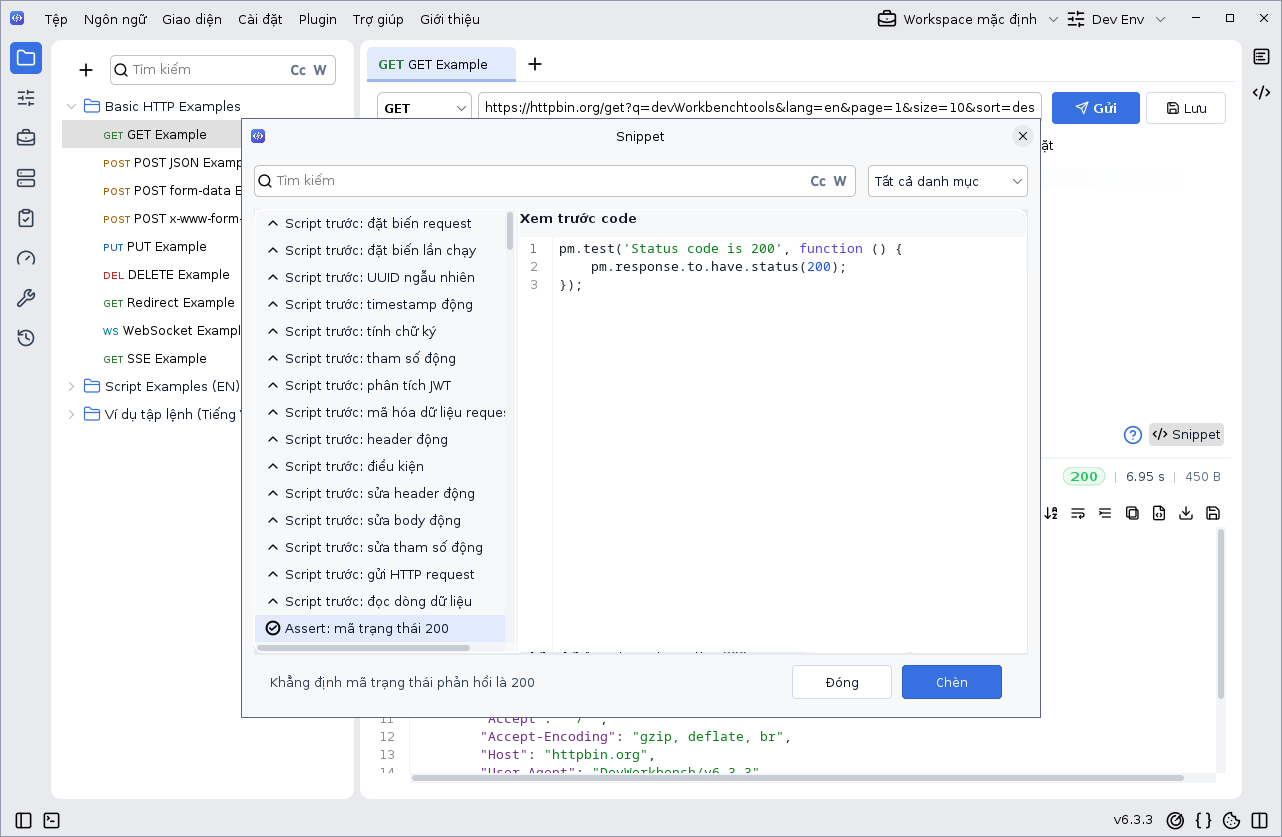 Tệp Ngôn ngữ Giao diện Cài đặt Plugin Trợ giúp Giới thiệu
Workspace mặc định
Dev Env
Tìm kiếm
Cc W
Basic HTTP Examples
GET GET Example
POST POST JSON Examp
POST POST form-data E
POST POST x-www-form-
PUT PUT Example
DEL DELETE Example
GET Redirect Example
WS WebSocket Exampl
GET SSE Example
Script Examples (EN)
Ví dụ tập lệnh (Tiếng
GET GET Example
GET
https://httpbin.org/get?q=devWorkbenchtools&lang=en&page=1&size=10&sort=des
Gửi
Lưu
ặt
Snippet
Tìm kiếm
Cc W
Tất cả danh mục
Script trước: đặt biến request
Script trước: đặt biến lần chạy
Script trước: UUID ngẫu nhiên
Script trước: timestamp động
Script trước: tính chữ ký
Script trước: tham số động
Script trước: phân tích JWT
Script trước: mã hóa dữ liệu reques
Script trước: header động
Script trước: điều kiện
Script trước: sửa header động
Script trước: sửa body động
Script trước: sửa tham số động
Script trước: gửi HTTP request
Script trước: đọc dòng dữ liệu
Assert: mã trạng thái 200
Xem trước code
1 pm.test('Status code is 200', function () {
2 pm.response.to.have.status(200);
3 });
Khẳng định mã trạng thái phản hồi là 200
Đóng
Chèn
Snippet
200 | 6.95 s | 450 B
11 "Accept": "*/*",
12 "Accept-Encoding": "gzip, deflate, br",
13 "Host": "httpbin.org",
14 "User-Agent": "DevWorkbench/v6.3.3"
v6.3.3